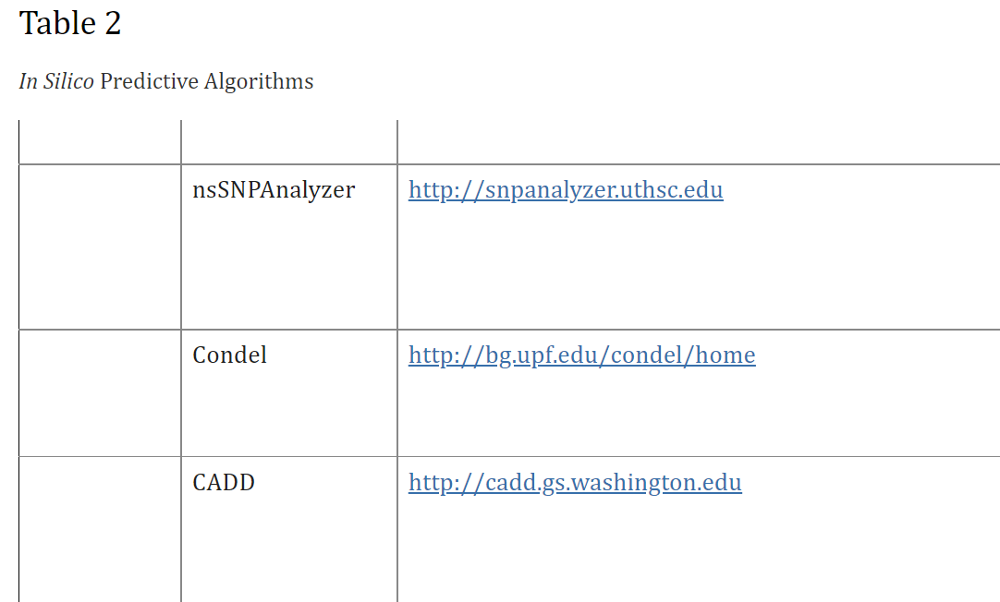 Table 2
In Silico Predictive Algorithms
nsSNPAnalyzer http://snpanalyzer.uthsc.edu
Condel http://bg.upf.edu/condel/home
CADD http://cadd.gs.washington.edu